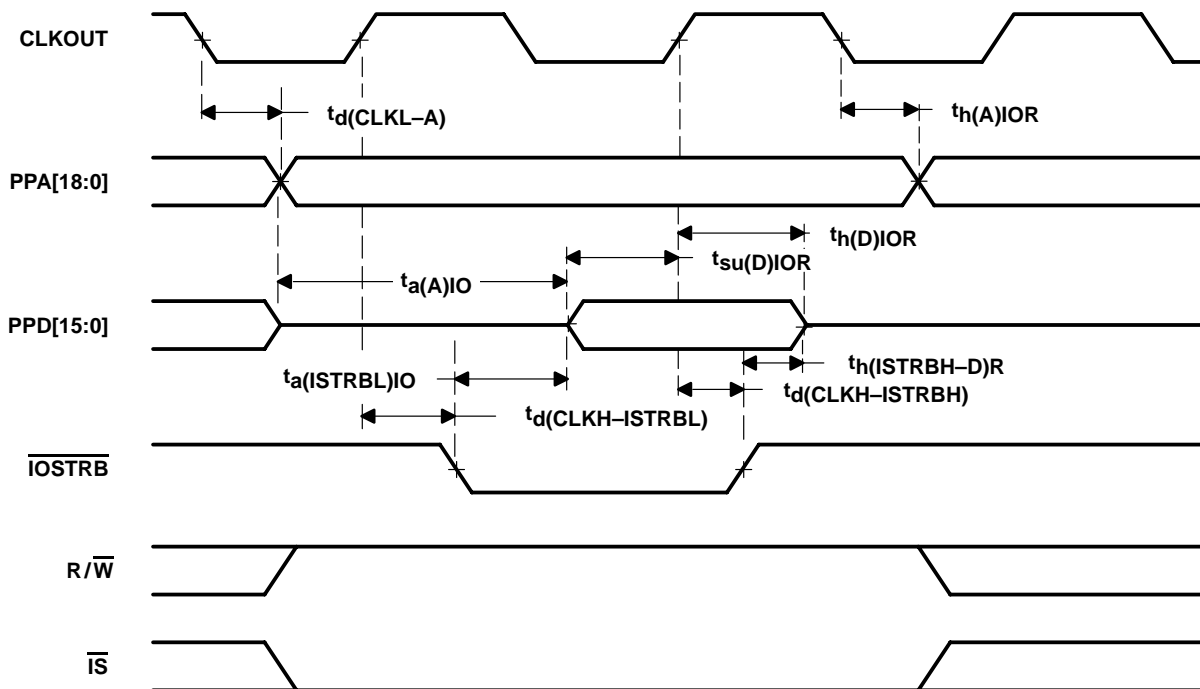 CLKOUT
td(CLKL–A)
th(A)IOR
PPA[18:0]
th(D)IOR
tsu(D)IOR
ta(A)IO
PPD[15:0]
th(ISTRBH–D)R
ta(ISTRBL)IO
td(CLKH–ISTRBH)
td(CLKH–ISTRBL)
IOSTRB
R/W
IS